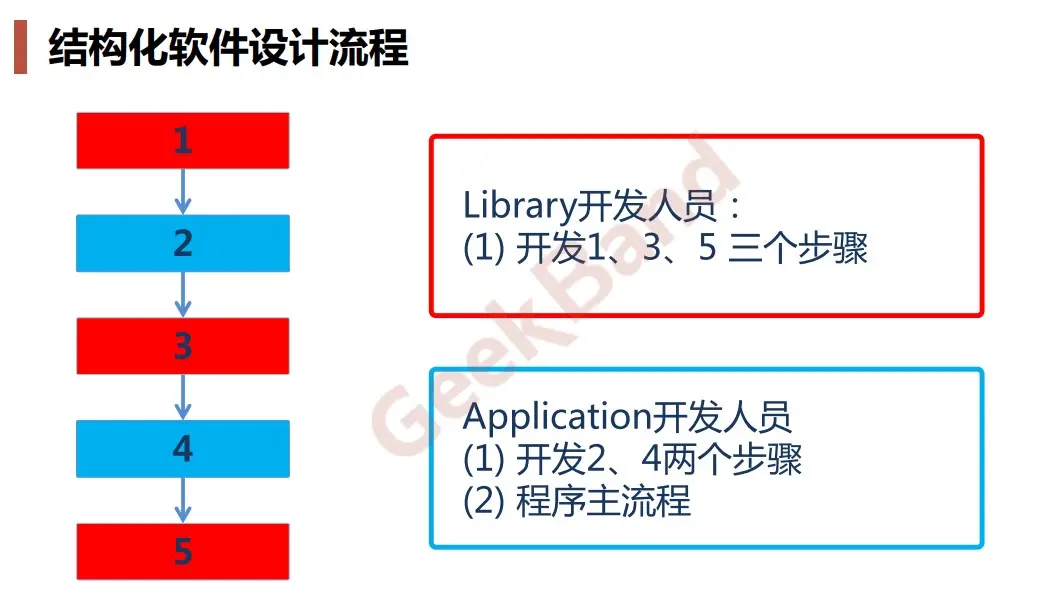 结构化软件设计流程
1
2
3
4
5
Library开发人员：
(1) 开发1、3、5 三个步骤
Application开发人员
(1) 开发2、4两个步骤
(2) 程序主流程
GeekBand